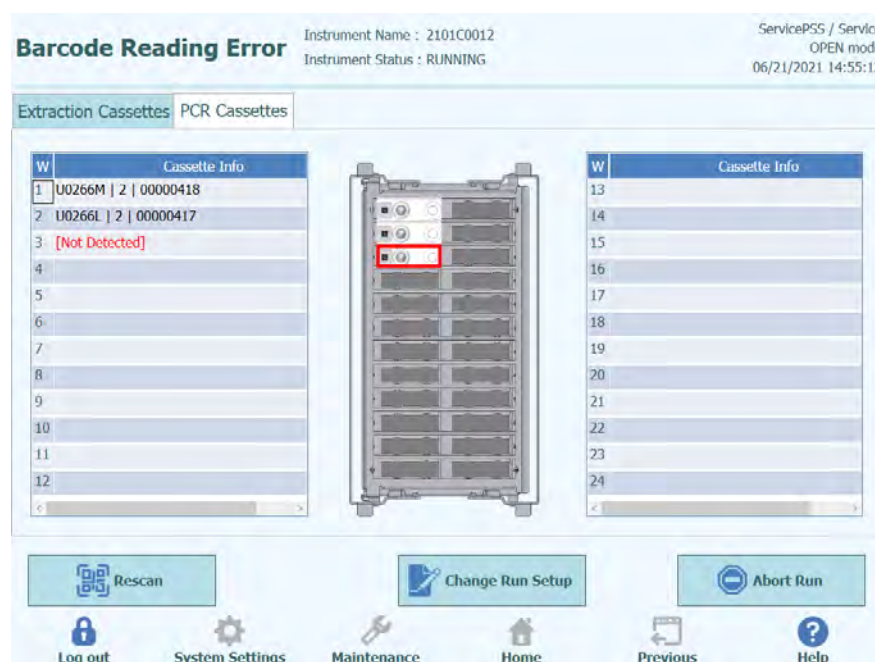 Barcode Reading Error
Instrument Name : 2101C0012
Instrument Status : RUNNING
ServicePSS / Servic
OPEN mod
06/21/2021 14:55:1
Extraction Cassettes
PCR Cassettes
W Cassette Info
1 U0266M | 2 | 00000418
2 U0266L | 2 | 00000417
3 [Not Detected]
4
5
6
7
8
9
10
11
12
W Cassette Info
13
14
15
16
17
18
19
20
21
22
23
24
Rescan
Change Run Setup
Abort Run
Log out
System Settings
Maintenance
Home
Previous
Help